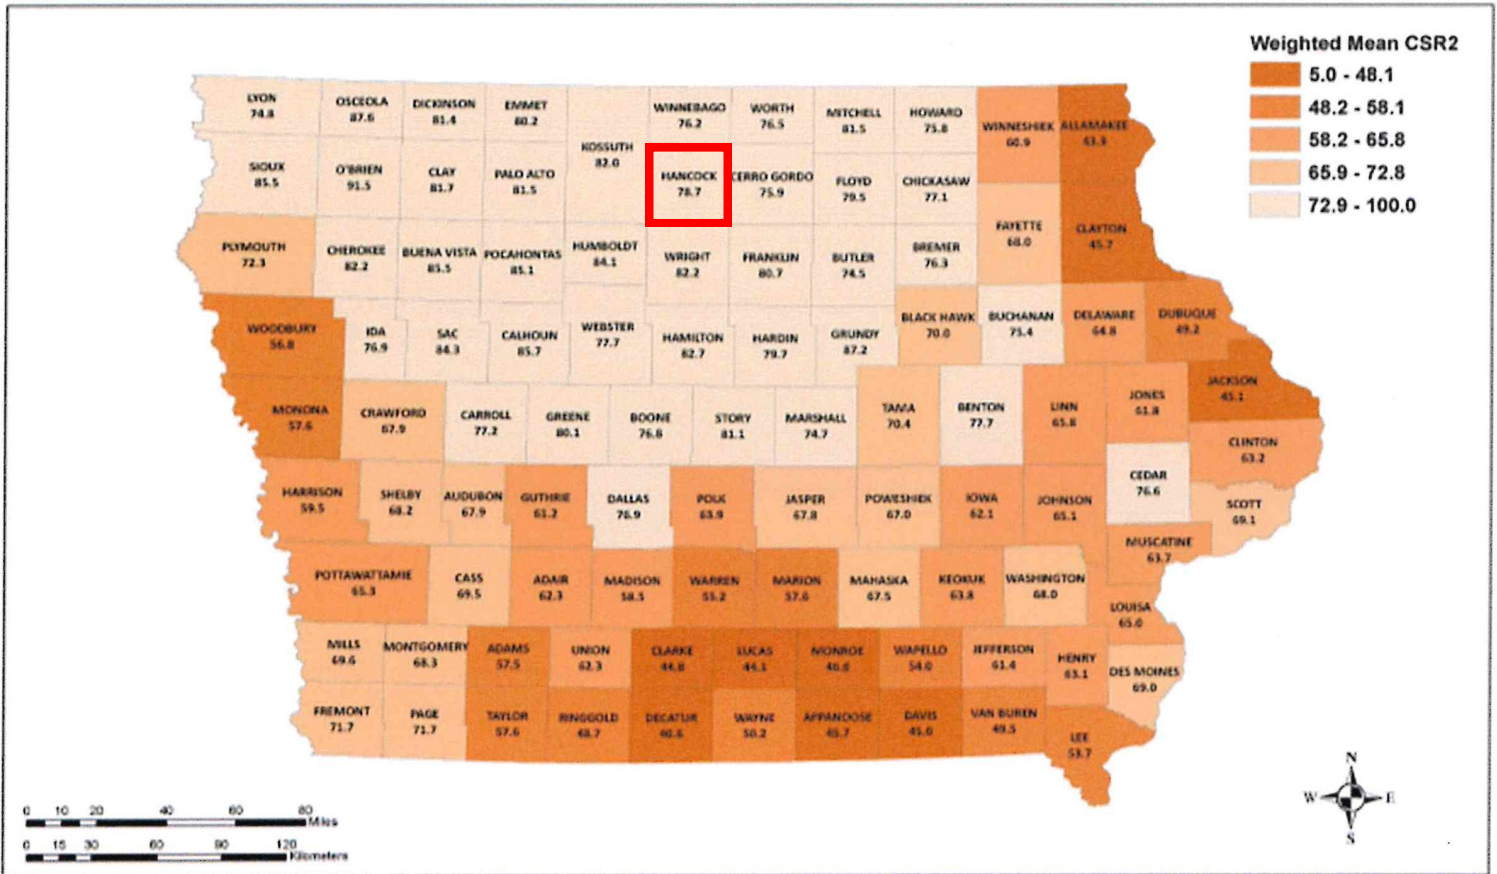 Weighted Mean CSR2
5.0 - 48.1
48.2 - 58.1
58.2 - 65.8
65.9 - 72.8
72.9 - 100.0
LYON
74.8
OSCEOLA
87.6
DICKINSON
81.4
EMMET
80.2
KOSSUTH
82.0
WINNEBAGO
76.2
WORTH
76.5
MITCHELL
81.5
HOWARD
75.8
WINNESHIEK
60.9
ALLAMAKEE
SIOUX
85.5
O'BRIEN
91.5
CLAY
81.7
PALO ALTO
81.5
HANCOCK
78.7
CERRO GORDO
75.9
FLOYD
79.5
CHICKASAW
77.1
FAYETTE
68.0
CLAYTON
45.7
PLYMOUTH
72.3
CHEROKEE
82.2
BUENA VISTA
85.5
POCAHONTAS
85.1
HUMBOLDT
84.1
WRIGHT
82.2
FRANKLIN
80.7
BUTLER
74.5
BREMER
76.3
WOODBURY
56.8
IDA
76.9
SAC
84.3
CALHOUN
85.7
WEBSTER
77.7
HAMILTON
82.7
HARDIN
79.7
GRUNDY
87.2
BLACK HAWK
70.0
BUCHANAN
75.4
DELAWARE
64.8
DUBUQUE
49.2
JACKSON
45.1
MONONA
57.6
CRAWFORD
67.9
CARROLL
77.2
GREENE
80.1
BOONE
76.8
STORY
81.1
MARSHALL
74.7
TAMA
70.4
BENTON
77.7
LINN
65.8
JONES
61.8
CLINTON
63.2
CEDAR
76.6
HARRISON
59.5
SHELBY
68.2
AUDUBON
67.9
GUTHRIE
61.2
DALLAS
76.9
POLK
63.9
JASPER
67.8
POWESHIEK
67.0
IOWA
62.1
JOHNSON
65.1
SCOTT
69.1
MUSCATINE
63.7
POTTAWATTAMIE
65.3
CASS
69.5
ADAIR
62.3
MADISON
58.5
WARREN
55.2
MARION
57.6
MAHASKA
67.5
KEOKUK
63.8
WASHINGTON
68.0
LOUISA
65.0
MILLS
69.6
MONTGOMERY
68.3
ADAMS
57.5
UNION
62.3
CLARKE
44.8
LUCAS
44.1
MONROE
WAPELLO
54.0
JEFFERSON
61.4
HENRY
63.1
DES MOINES
69.0
FREMONT
71.7
PAGE
71.7
TAYLOR
57.6
RINGGOLD
DECATUR
WAYNE
50.2
APPANOOSE
45.7
DAVIS
45.0
VAN BUREN
49.5
LEE
53.7
0 10 20 40 60 80
Miles
0 15 30 60 90 120
Kilometers
N
W E
S